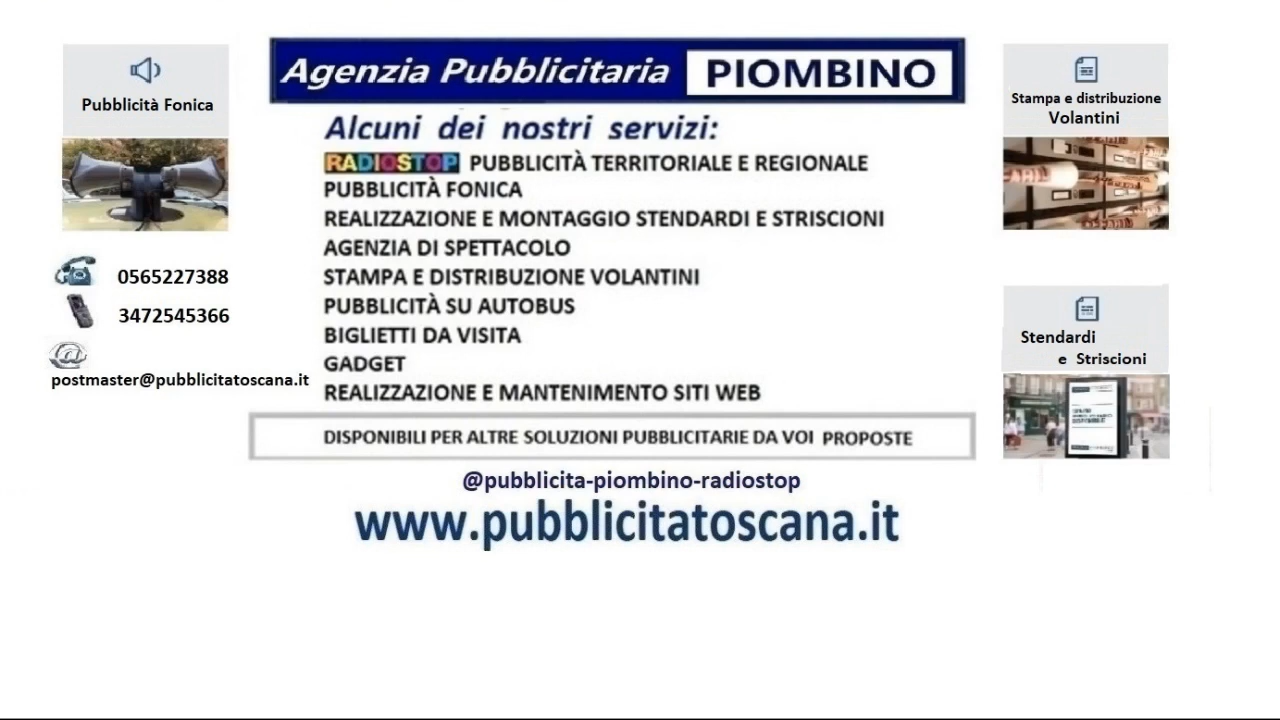 Agenzia Pubblicitaria PIOMBINO
Pubblicità Fonica
0565227388
3472545366
@
postmaster@pubblicitatoscana.it
Alcuni dei nostri servizi:
RADIOSTOP PUBBLICITÀ TERRITORIALE E REGIONALE
PUBBLICITÀ FONICA
REALIZZAZIONE E MONTAGGIO STENDARDI E STRISCIONI
AGENZIA DI SPETTACOLO
STAMPA E DISTRIBUZIONE VOLANTINI
PUBBLICITÀ SU AUTOBUS
BIGLIETTI DA VISITA
GADGET
REALIZZAZIONE E MANTENIMENTO SITI WEB
DISPONIBILI PER ALTRE SOLUZIONI PUBBLICITARIE DA VOI PROPOSTE
@pubblicita-piombino-radiostop
www.pubblicitatoscana.it
Stampa e distribuzione
Volantini
Stendardi
e Striscioni